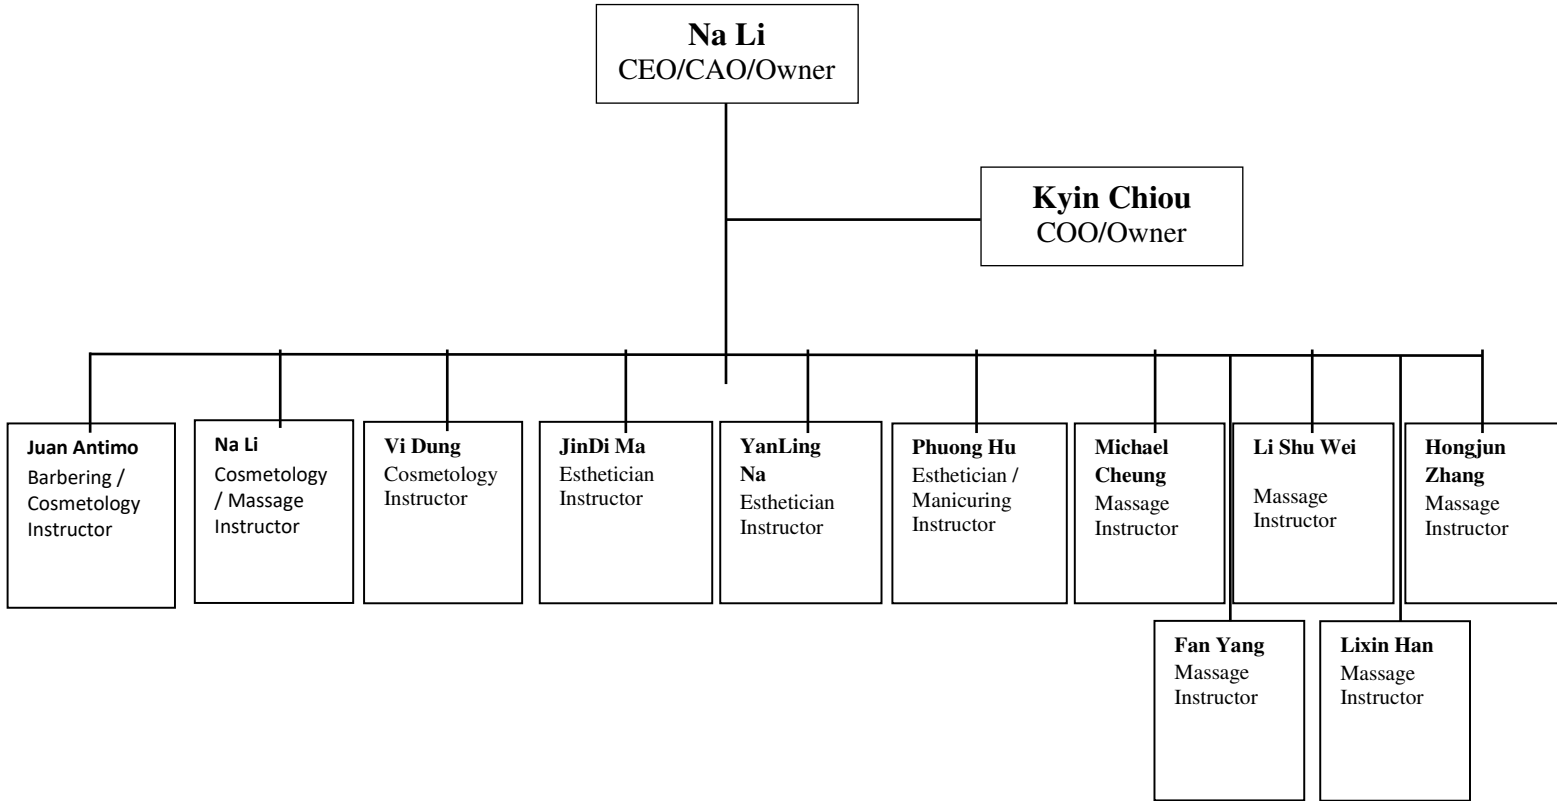 Na Li
CEO/CAO/Owner
Kyin Chiou
COO/Owner
Juan Antimo
Barbering /
Cosmetology
Instructor
Na Li
Cosmetology
/ Massage
Instructor
Vi Dung
Cosmetology
Instructor
JinDi Ma
Esthetician
Instructor
YanLing
Na
Esthetician
Instructor
Phuong Hu
Esthetician /
Manicuring
Instructor
Michael
Cheung
Massage
Instructor
Li Shu Wei
Massage
Instructor
Hongjun
Zhang
Massage
Instructor
Fan Yang
Massage
Instructor
Lixin Han
Massage
Instructor